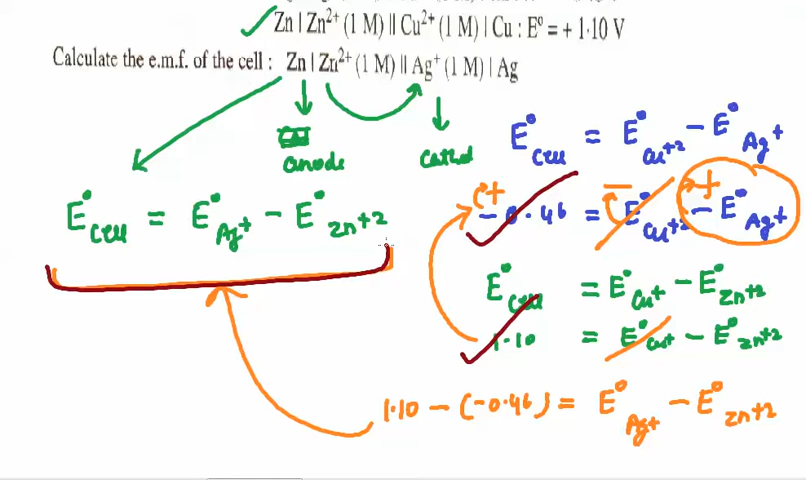 Zn | Zn²⁺ (1 M) || Cu²⁺ (1 M) | Cu : E° = + 1·10 V
Calculate the e.m.f. of the cell : Zn | Zn²⁺ (1 M) || Ag⁺ (1 M) | Ag
anode
Cathod
E°cell = E°Ag⁺ − E°Zn+2
E°cell = E°Cu+2 − E°Ag+
+ − +
−0.46 = E°Cu+2 − E°Ag+
E°cell = E°Cu+ − E°Zn+2
1.10 = E°Cu+ − E°Zn+2
1.10 − (−0.46) = E°Ag+ − E°Zn+2